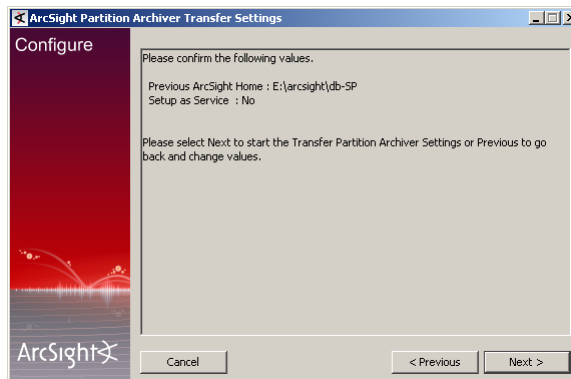 ArcSight Partition Archiver Transfer Settings
Configure
Please confirm the following values.
Previous ArcSight Home : E:\arcsight\db-SP
Setup as Service : No
Please select Next to start the Transfer Partition Archiver Settings or Previous to go
back and change values.
ArcSight
Cancel
< Previous
Next >